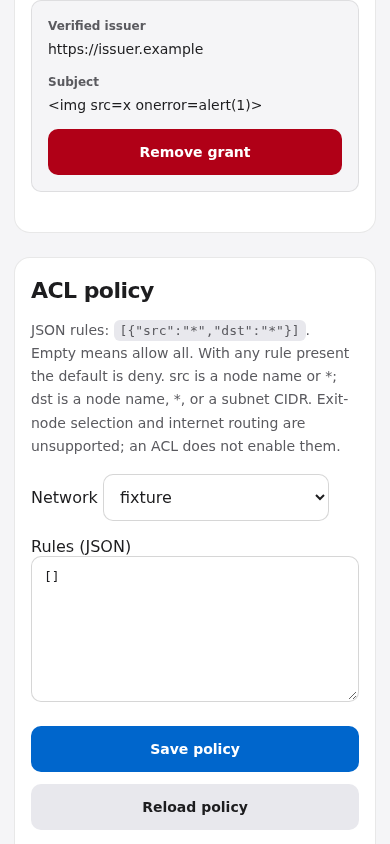 Verified issuer
https://issuer.example
Subject
<img src=x onerror=alert(1)>
Remove grant
ACL policy
JSON rules: [{"src":"*","dst":"*"}].
Empty means allow all. With any rule present
the default is deny. src is a node name or *;
dst is a node name, *, or a subnet CIDR. Exit-
node selection and internet routing are
unsupported; an ACL does not enable them.
Network fixture
Rules (JSON)
[]
Save policy
Reload policy